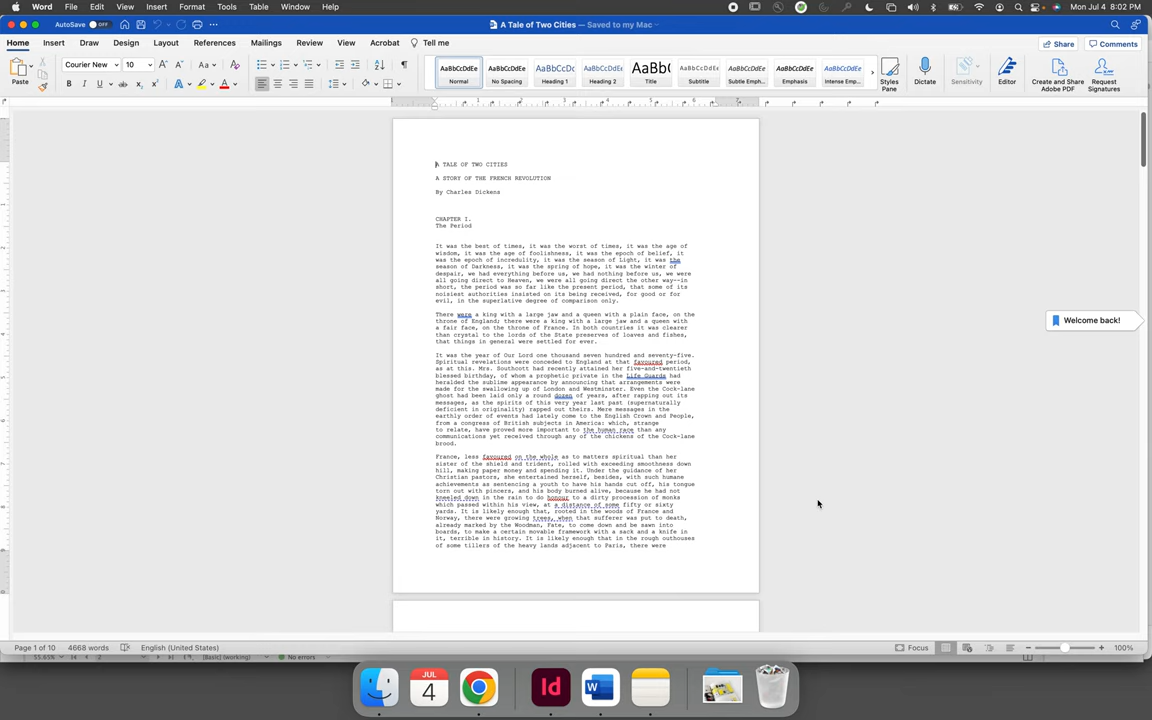 Word File Edit View Insert Format Tools Table Window Help Mon Jul 4 8:02 PM
AutoSave OFF A Tale of Two Cities — Saved to my Mac
Home Insert Draw Design Layout References Mailings Review View Acrobat Tell me Share Comments
Paste Courier New 10 Aa
AaBbCcDdEe AaBbCcDdEe AaBbCcDc AaBbCcDdEe AaBb( AaBbCcDdEe AaBbCcDdEe AaBbCcDdEe AaBbCcDdEe
Normal No Spacing Heading 1 Heading 2 Title Subtitle Subtle Emph... Emphasis Intense Emp...
Styles Pane Dictate Sensitivity Editor Create and Share Adobe PDF Request Signatures
1 2 3 4 5 6 7
A TALE OF TWO CITIES
A STORY OF THE FRENCH REVOLUTION
By Charles Dickens
CHAPTER I.
The Period
It was the best of times, it was the worst of times, it was the age of
wisdom, it was the age of foolishness, it was the epoch of belief, it
was the epoch of incredulity, it was the season of Light, it was the
season of Darkness, it was the spring of hope, it was the winter of
despair, we had everything before us, we had nothing before us, we were
all going direct to Heaven, we were all going direct the other way--in
short, the period was so far like the present period, that some of its
noisiest authorities insisted on its being received, for good or for
evil, in the superlative degree of comparison only.
There were a king with a large jaw and a queen with a plain face, on the
throne of England; there were a king with a large jaw and a queen with
a fair face, on the throne of France. In both countries it was clearer
than crystal to the lords of the State preserves of loaves and fishes,
that things in general were settled for ever.
It was the year of Our Lord one thousand seven hundred and seventy-five.
Spiritual revelations were conceded to England at that favoured period,
as at this. Mrs. Southcott had recently attained her five-and-twentieth
blessed birthday, of whom a prophetic private in the Life Guards had
heralded the sublime appearance by announcing that arrangements were
made for the swallowing up of London and Westminster. Even the Cock-lane
ghost had been laid only a round dozen of years, after rapping out its
messages, as the spirits of this very year last past (supernaturally
deficient in originality) rapped out theirs. Mere messages in the
earthly order of events had lately come to the English Crown and People,
from a congress of British subjects in America: which, strange
to relate, have proved more important to the human race than any
communications yet received through any of the chickens of the Cock-lane
brood.
France, less favoured on the whole as to matters spiritual than her
sister of the shield and trident, rolled with exceeding smoothness down
hill, making paper money and spending it. Under the guidance of her
Christian pastors, she entertained herself, besides, with such humane
achievements as sentencing a youth to have his hands cut off, his tongue
torn out with pincers, and his body burned alive, because he had not
kneeled down in the rain to do honour to a dirty procession of monks
which passed within his view, at a distance of some fifty or sixty
yards. It is likely enough that, rooted in the woods of France and
Norway, there were growing trees, when that sufferer was put to death,
already marked by the Woodman, Fate, to come down and be sawn into
boards, to make a certain movable framework with a sack and a knife in
it, terrible in history. It is likely enough that in the rough outhouses
of some tillers of the heavy lands adjacent to Paris, there were
Welcome back!
Page 1 of 10 4668 words English (United States) Focus 100%
[Basic] (working) No errors
JUL
4
Id
W